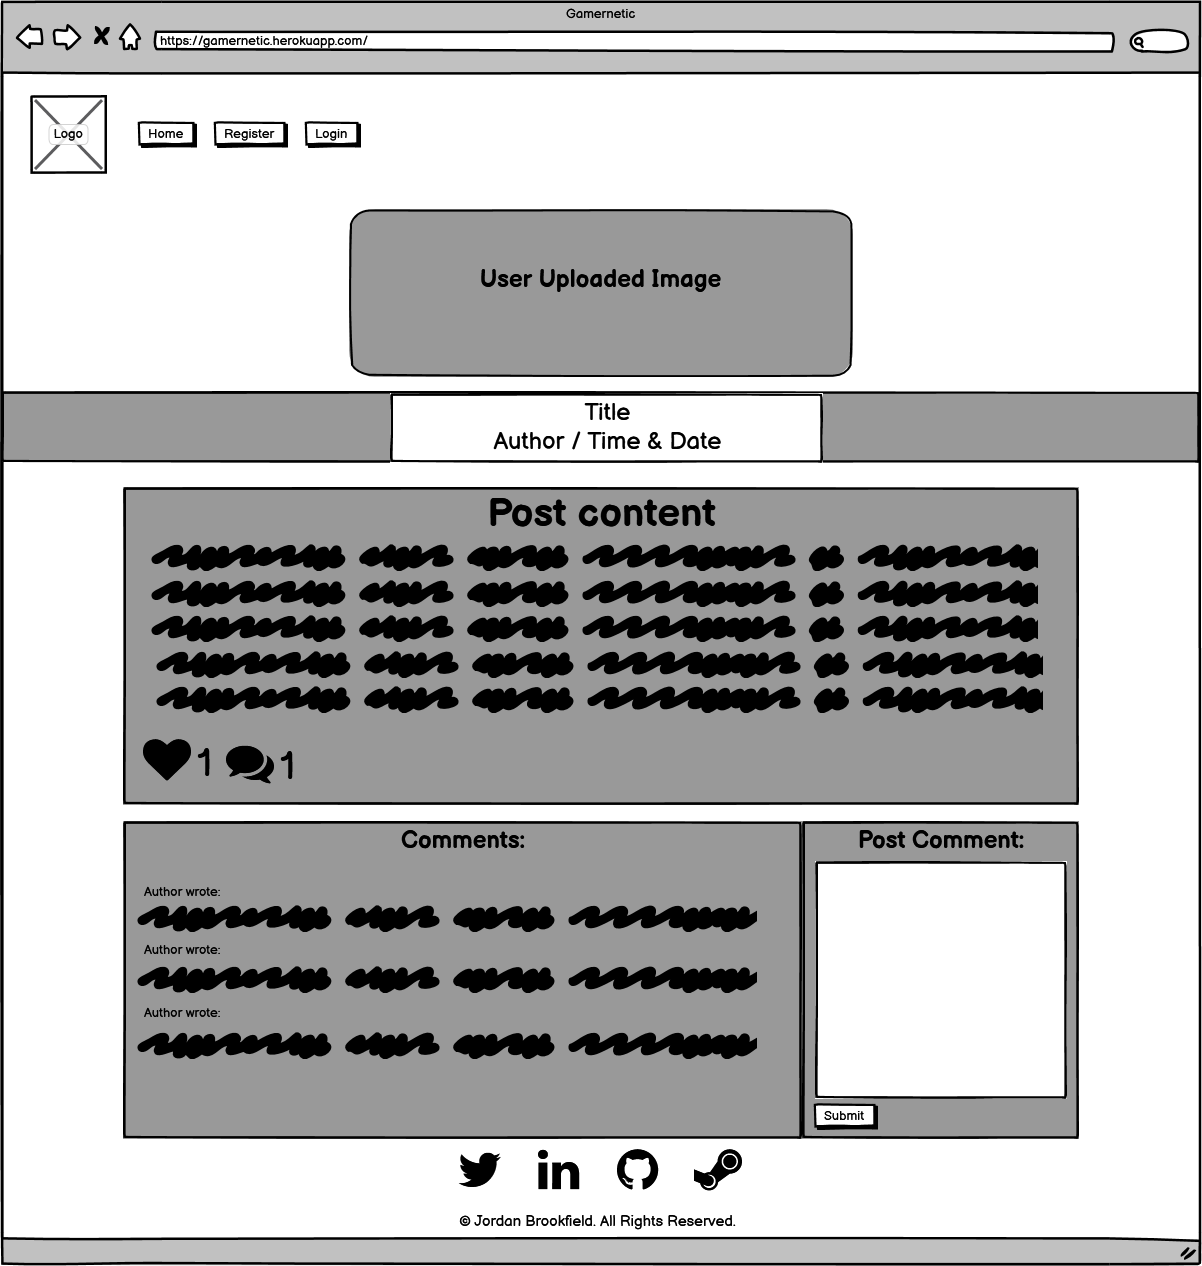 Gamernetic
https://gamernetic.herokuapp.com/
Logo
Home Register Login
User Uploaded Image
Title
Author / Time & Date
Post content
1 1
Comments:
Author wrote:
Author wrote:
Author wrote:
Post Comment:
Submit
© Jordan Brookfield. All Rights Reserved.